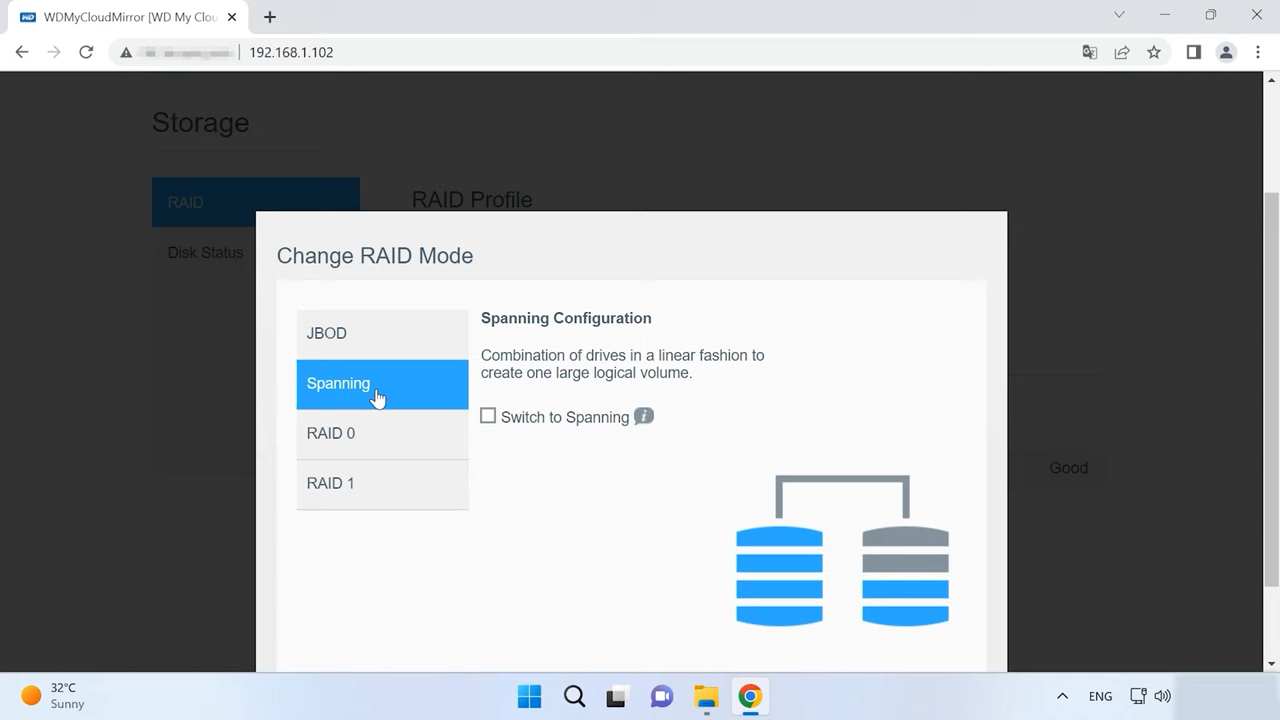 WDMyCloudMirror [WD My Clou
192.168.1.102
Storage
RAID
RAID Profile
Disk Status
Change RAID Mode
JBOD
Spanning
RAID 0
RAID 1
Spanning Configuration
Combination of drives in a linear fashion to
create one large logical volume.
Switch to Spanning
Good
32°C
Sunny
ENG